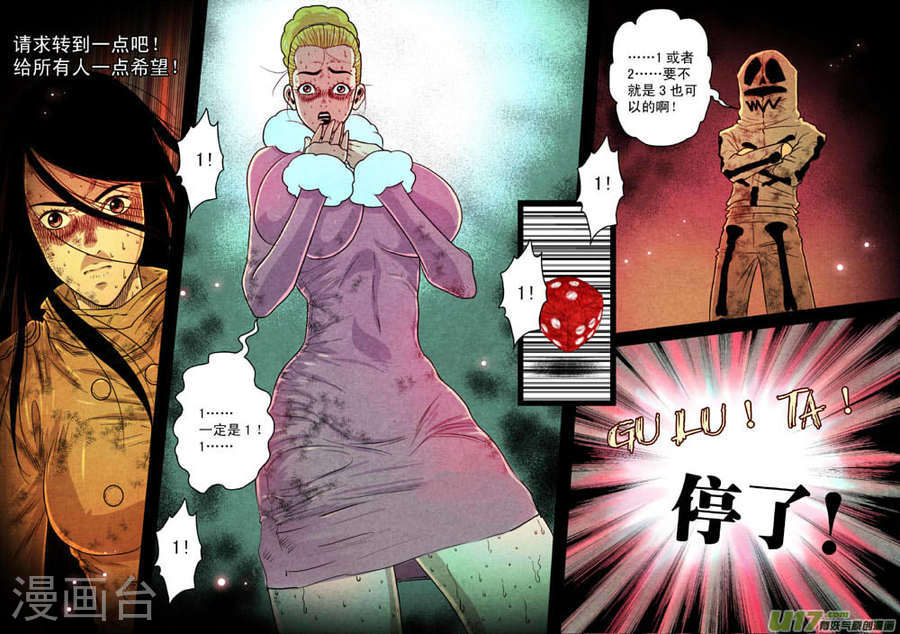 请求转到一点吧！
给所有人一点希望！
1！
1……
一定是1！
1……
1！
1！
1！
……1或者
2……要不
就是3也可
以的啊！
GU LU！TA！
停了！
漫画台
U17.com
有妖气原创漫画